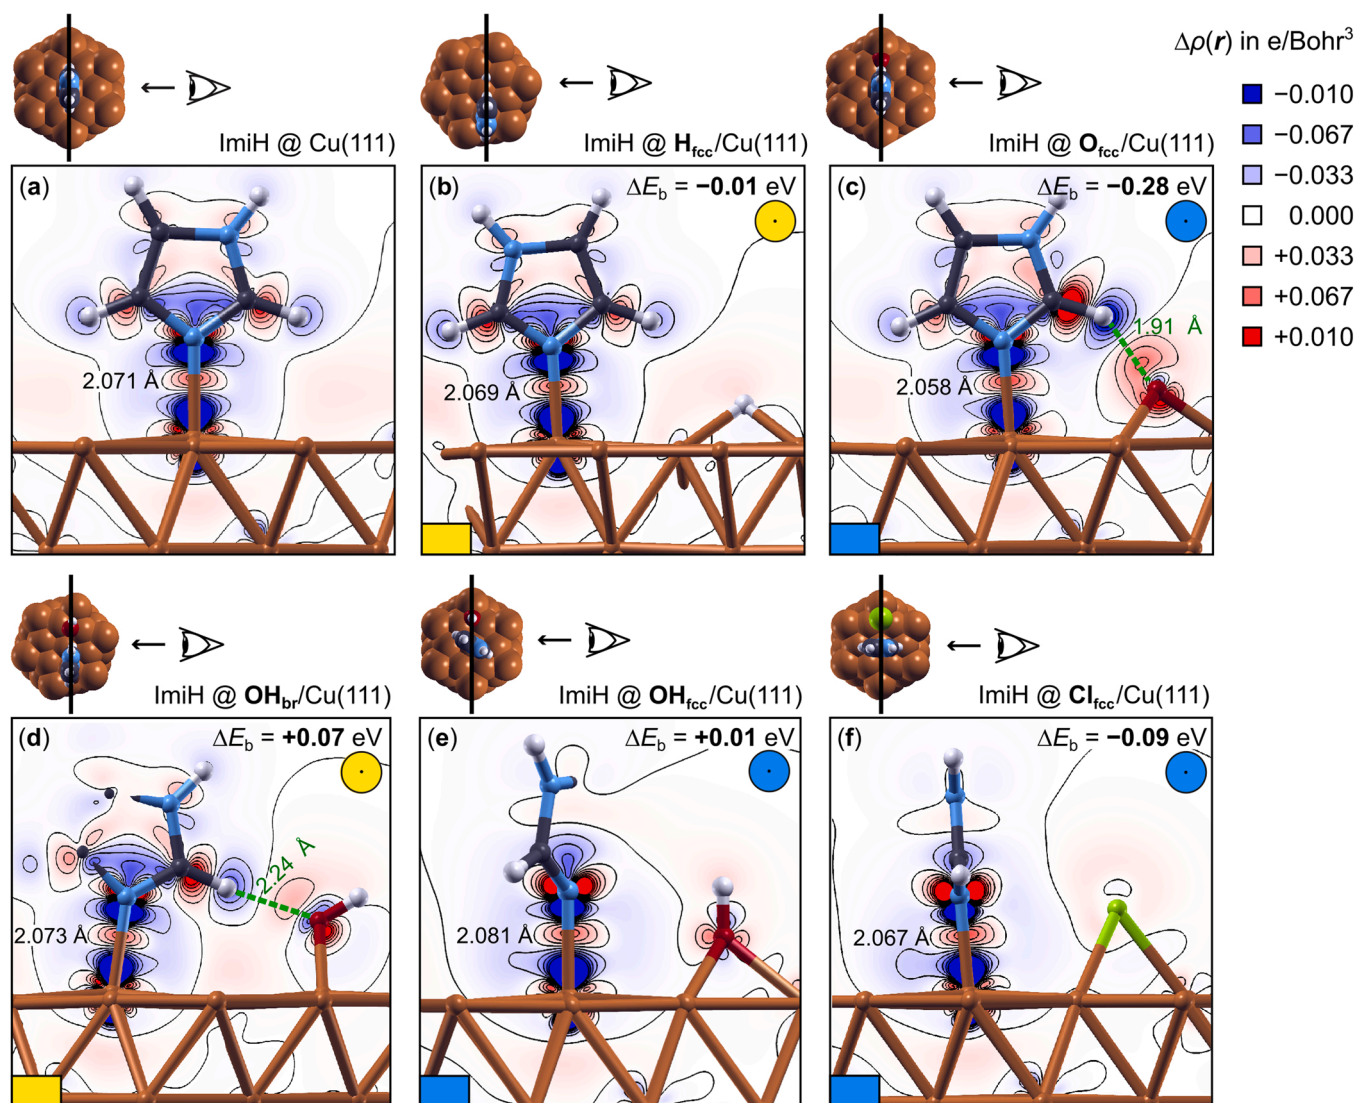 Δρ(r) in e/Bohr³
−0.010
−0.067
−0.033
0.000
+0.033
+0.067
+0.010
ImiH @ Cu(111)
ImiH @ Hfcc/Cu(111)
ImiH @ Ofcc/Cu(111)
(a)
2.071 Å
(b)
ΔEb = −0.01 eV
2.069 Å
(c)
ΔEb = −0.28 eV
1.91 Å
2.058 Å
ImiH @ OHbr/Cu(111)
ImiH @ OHfcc/Cu(111)
ImiH @ Clfcc/Cu(111)
(d)
ΔEb = +0.07 eV
2.24 Å
2.073 Å
(e)
ΔEb = +0.01 eV
2.081 Å
(f)
ΔEb = −0.09 eV
2.067 Å